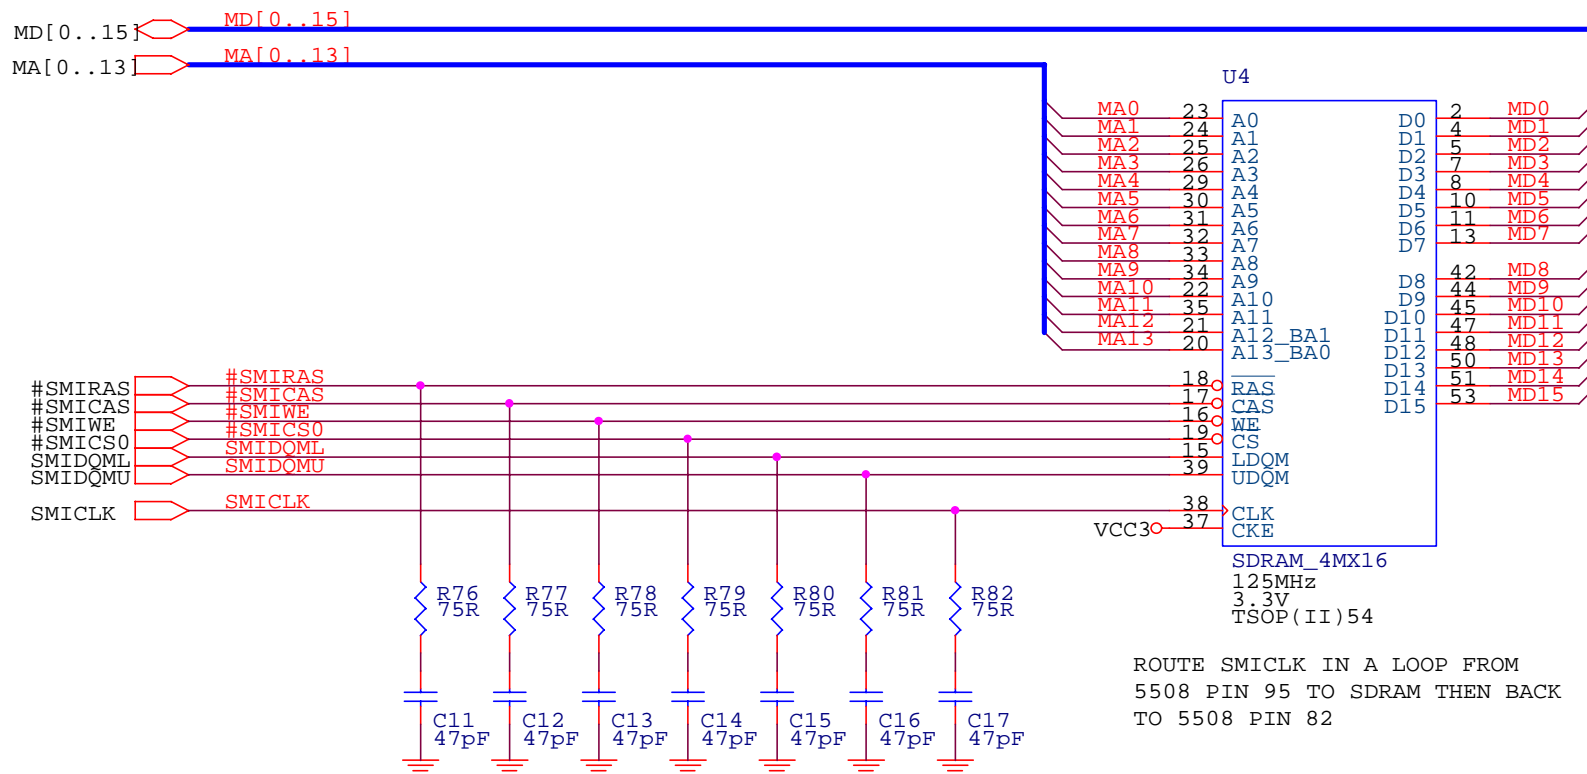 MD[0..15] MD[0..15]
MA[0..13] MA[0..13]
U4
MA0 23 A0 D0 2 MD0
MA1 24 A1 D1 4 MD1
MA2 25 A2 D2 5 MD2
MA3 26 A3 D3 7 MD3
MA4 29 A4 D4 8 MD4
MA5 30 A5 D5 10 MD5
MA6 31 A6 D6 11 MD6
MA7 32 A7 D7 13 MD7
MA8 33 A8
MA9 34 A9 D8 42 MD8
MA10 22 A10 D9 44 MD9
MA11 35 A11 D10 45 MD10
MA12 21 A12_BA1 D11 47 MD11
MA13 20 A13_BA0 D12 48 MD12
D13 50 MD13
#SMIRAS #SMIRAS 18 RAS D14 51 MD14
#SMICAS #SMICAS 17 CAS D15 53 MD15
#SMIWE #SMIWE 16 WE
#SMICS0 #SMICS0 19 CS
SMIDQML SMIDQML 15 LDQM
SMIDQMU SMIDQMU 39 UDQM
SMICLK SMICLK 38 CLK
VCC3 37 CKE
SDRAM_4MX16
125MHz
3.3V
TSOP(II)54
R76 R77 R78 R79 R80 R81 R82
75R 75R 75R 75R 75R 75R 75R
ROUTE SMICLK IN A LOOP FROM
5508 PIN 95 TO SDRAM THEN BACK
TO 5508 PIN 82
C11 C12 C13 C14 C15 C16 C17
47pF 47pF 47pF 47pF 47pF 47pF 47pF